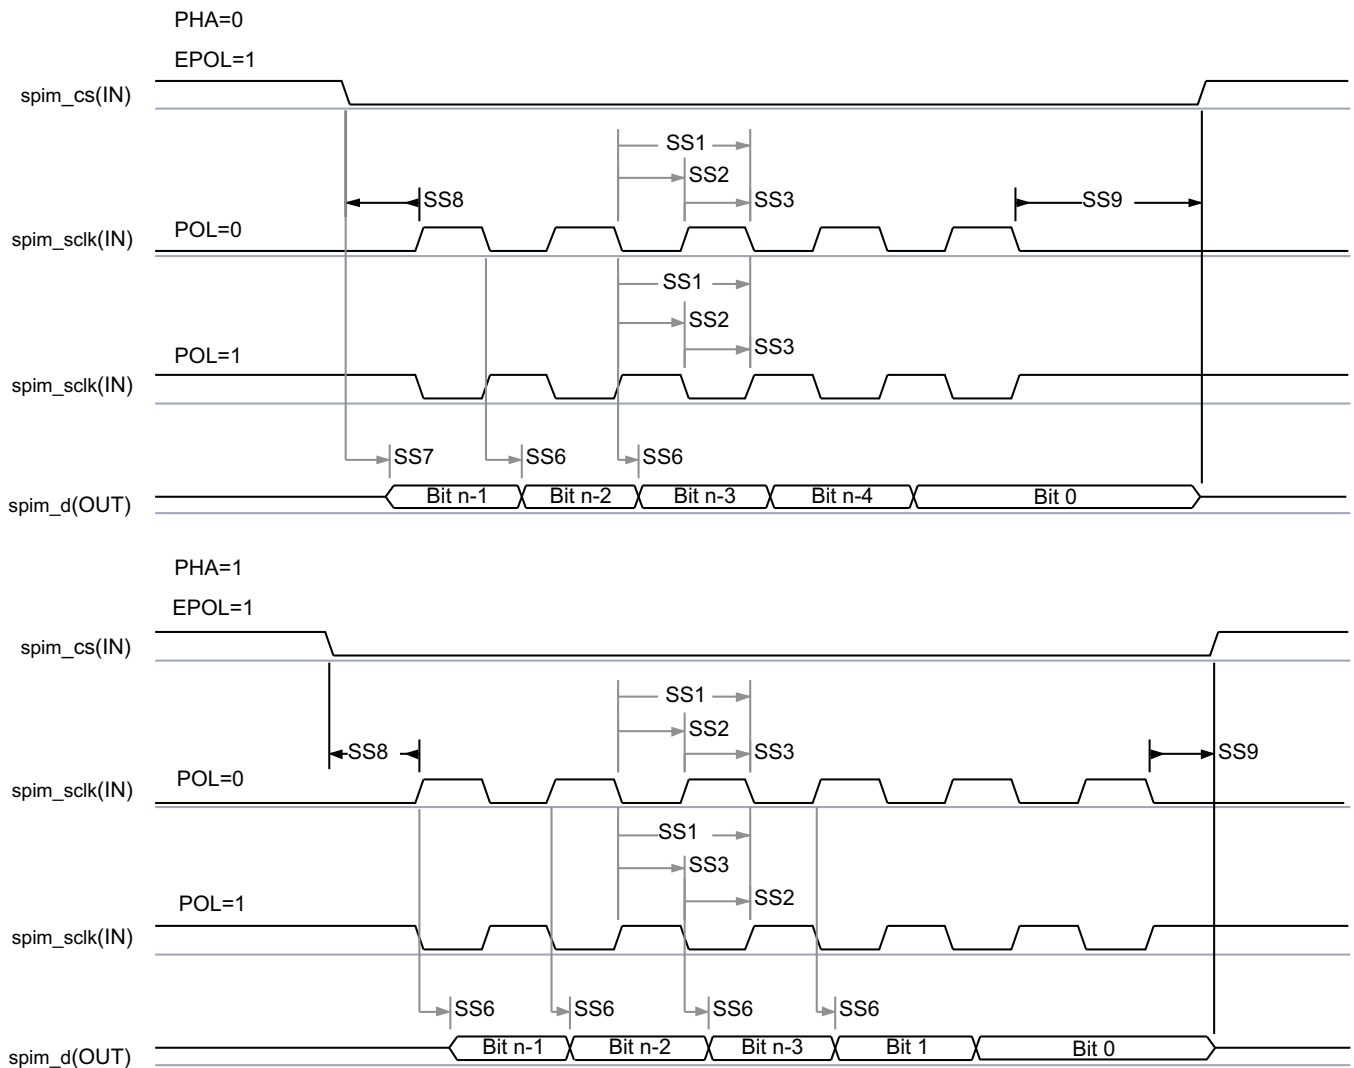 PHA=0
EPOL=1
spim_cs(IN)
SS1
SS2
SS8
SS3
SS9
POL=0
spim_sclk(IN)
SS1
SS2
SS3
POL=1
spim_sclk(IN)
SS7
SS6
SS6
Bit n-1
Bit n-2
Bit n-3
Bit n-4
Bit 0
spim_d(OUT)
PHA=1
EPOL=1
spim_cs(IN)
SS1
SS2
SS8
SS3
SS9
POL=0
spim_sclk(IN)
SS1
SS3
SS2
POL=1
spim_sclk(IN)
SS6
SS6
SS6
SS6
Bit n-1
Bit n-2
Bit n-3
Bit 1
Bit 0
spim_d(OUT)